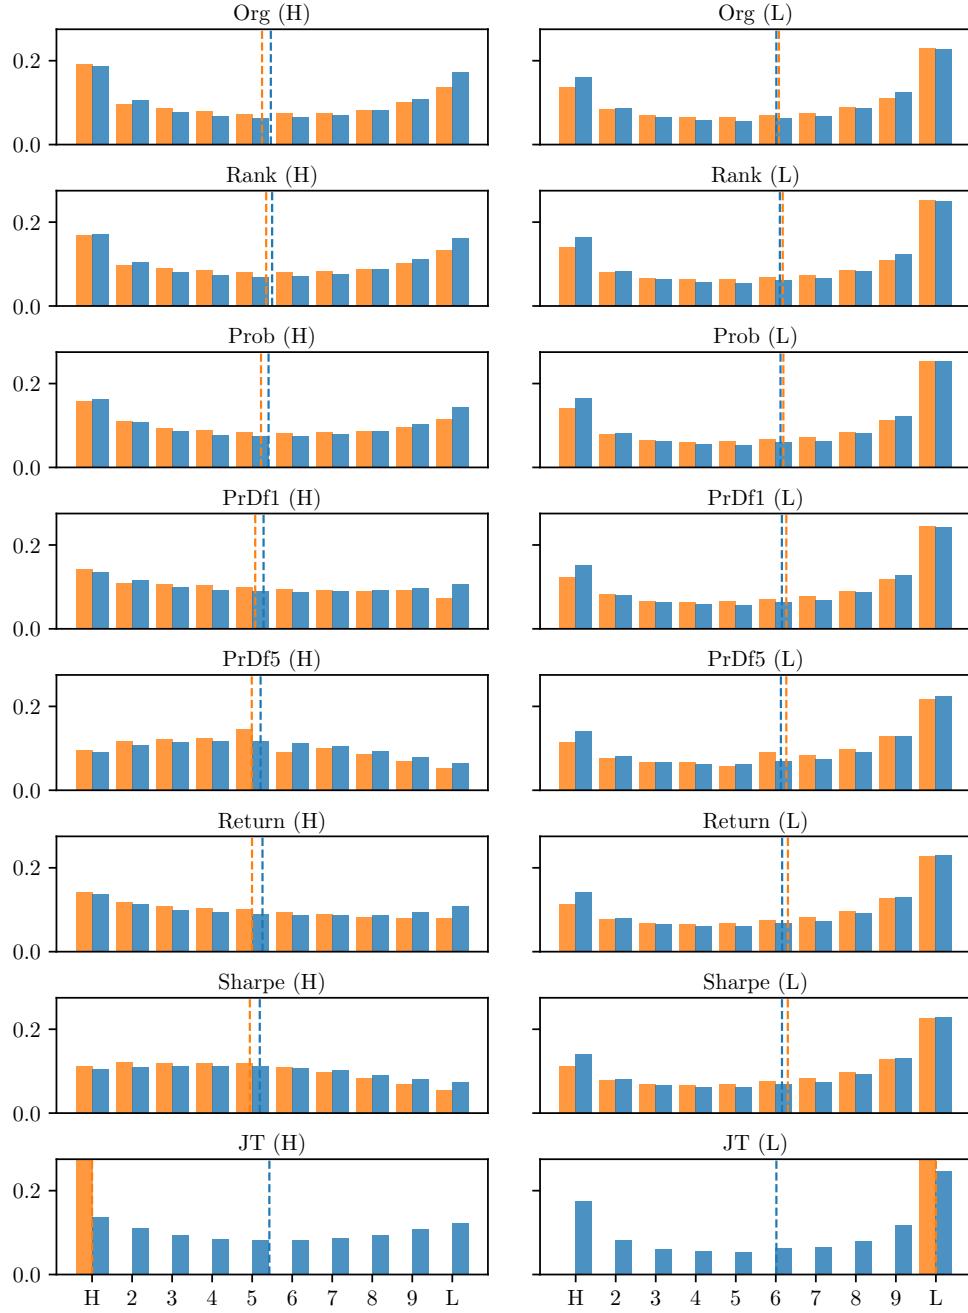 Org (H) Org (L)
0.2
0.0
Rank (H) Rank (L)
0.2
0.0
Prob (H) Prob (L)
0.2
0.0
PrDf1 (H) PrDf1 (L)
0.2
0.0
PrDf5 (H) PrDf5 (L)
0.2
0.0
Return (H) Return (L)
0.2
0.0
Sharpe (H) Sharpe (L)
0.2
0.0
JT (H) JT (L)
0.2
0.0
H 2 3 4 5 6 7 8 9 L H 2 3 4 5 6 7 8 9 L